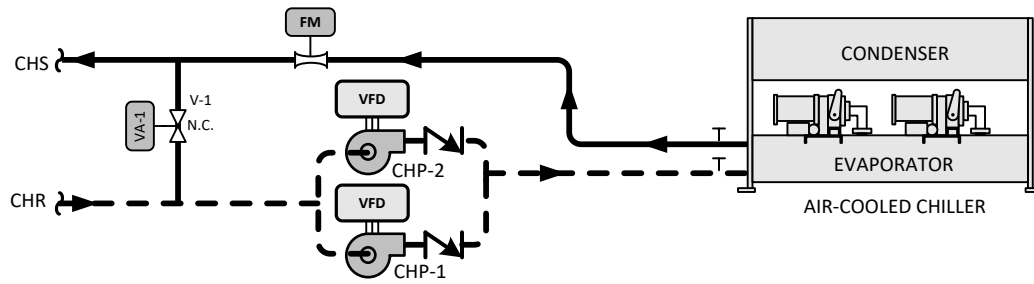 FM
CONDENSER
CHS
VFD
V-1
VA-1
N.C.
CHP-2
EVAPORATOR
CHR
VFD
AIR-COOLED CHILLER
CHP-1